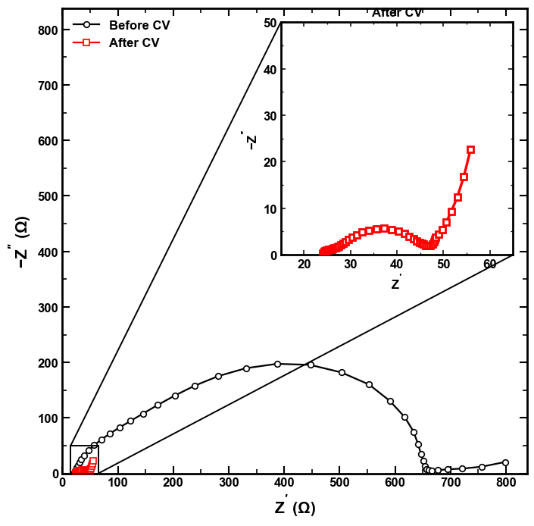 After CV
Before CV
After CV
800
700
600
500
400
300
200
100
0
−Z″ (Ω)
50
40
30
20
10
0
−Z′
20 30 40 50 60
Z′
0 100 200 300 400 500 600 700 800
Z′ (Ω)